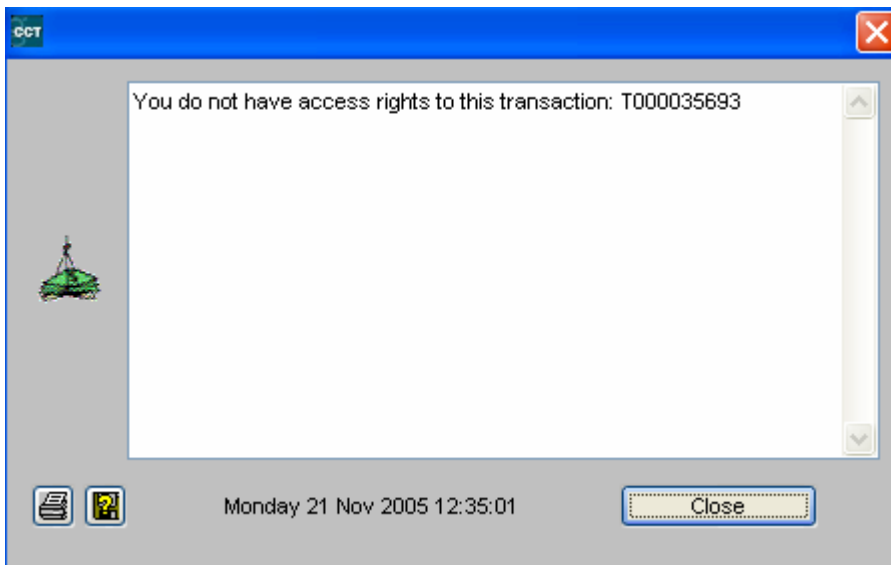 CCT
You do not have access rights to this transaction: T000035693
Monday 21 Nov 2005 12:35:01
Close